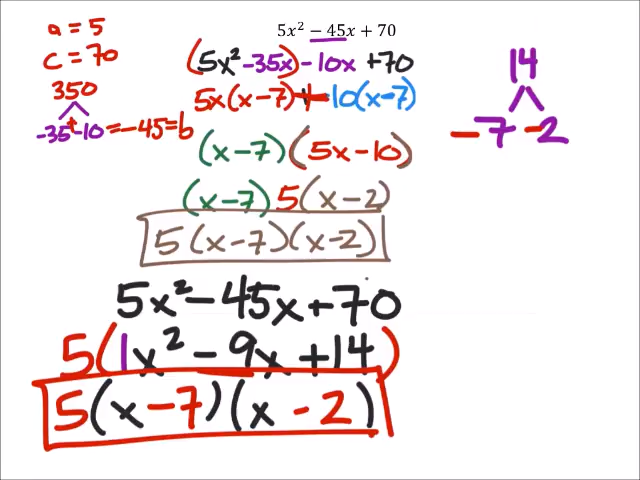 5x² − 45x + 70
a = 5
c = 70
350
-35 + -10 = -45 = b
(5x² -35x) -10x +70
5x(x-7) - 10(x-7)
(x-7)(5x-10)
(x-7) 5(x-2)
5(x-7)(x-2)
14
-7 -2
5x² - 45x + 70
5(1x² - 9x + 14)
5(x - 7)(x - 2)